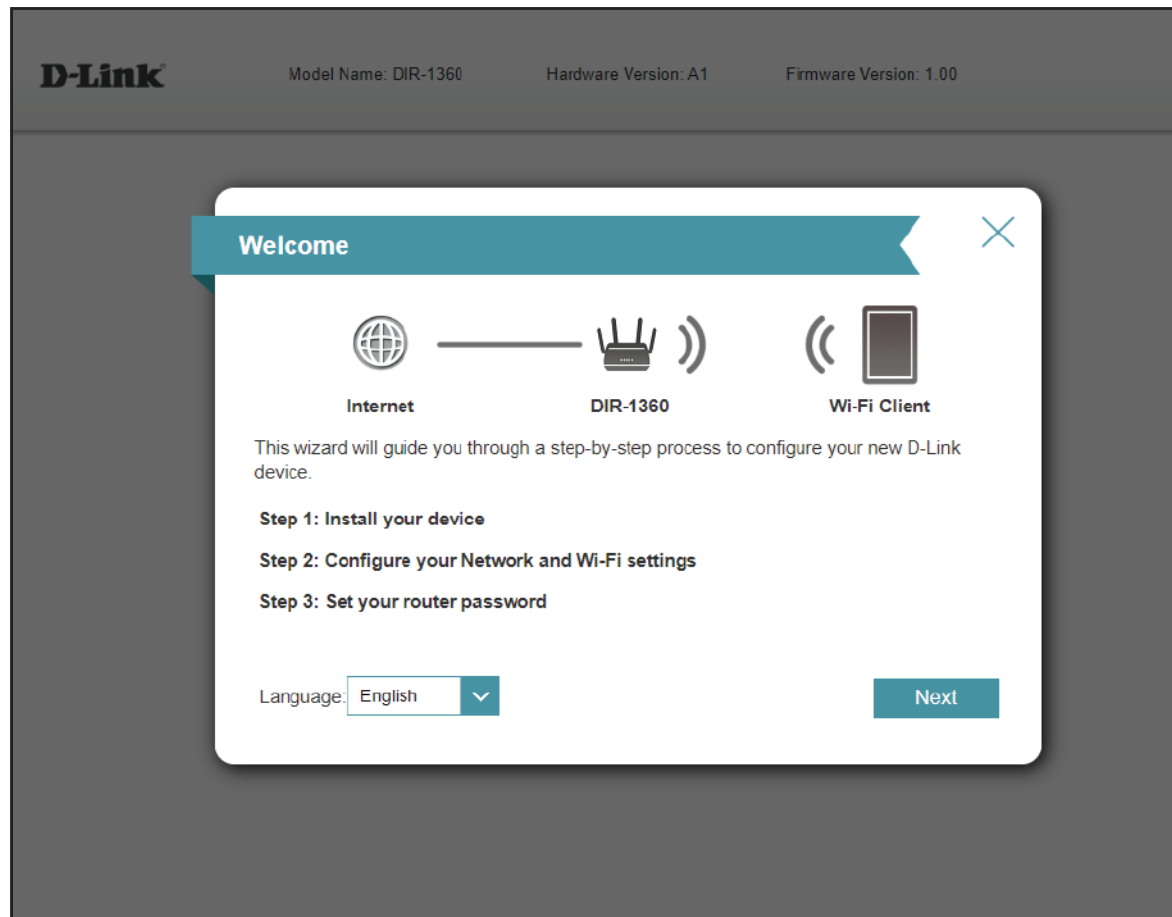 D-Link
Model Name: DIR-1360 Hardware Version: A1 Firmware Version: 1.00
Welcome
Internet DIR-1360 Wi-Fi Client
This wizard will guide you through a step-by-step process to configure your new D-Link
device.
Step 1: Install your device
Step 2: Configure your Network and Wi-Fi settings
Step 3: Set your router password
Language: English
Next